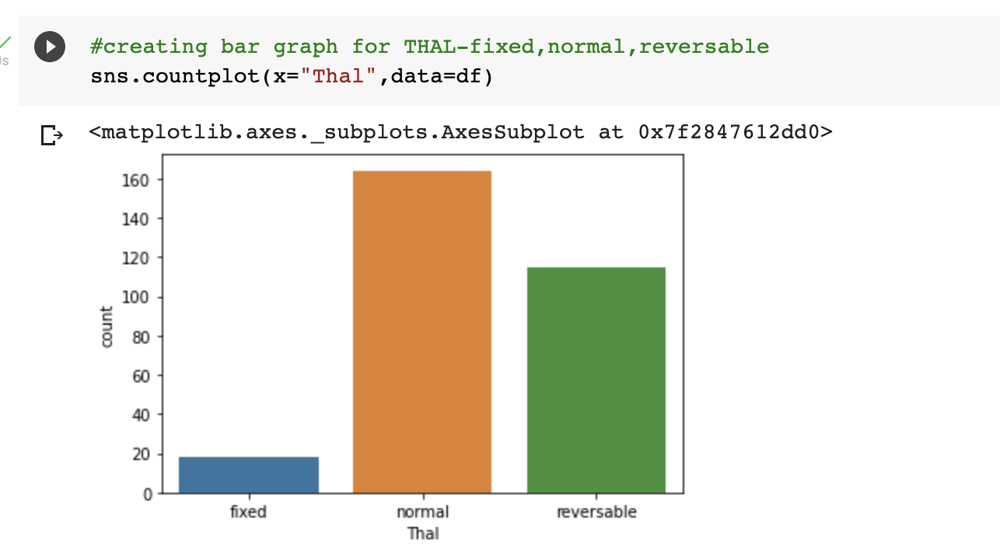 #creating bar graph for THAL-fixed,normal,reversable
sns.countplot(x="Thal",data=df)
<matplotlib.axes._subplots.AxesSubplot at 0x7f2847612dd0>
160
140
120
100
80
60
40
20
0
count
fixed normal reversable
Thal